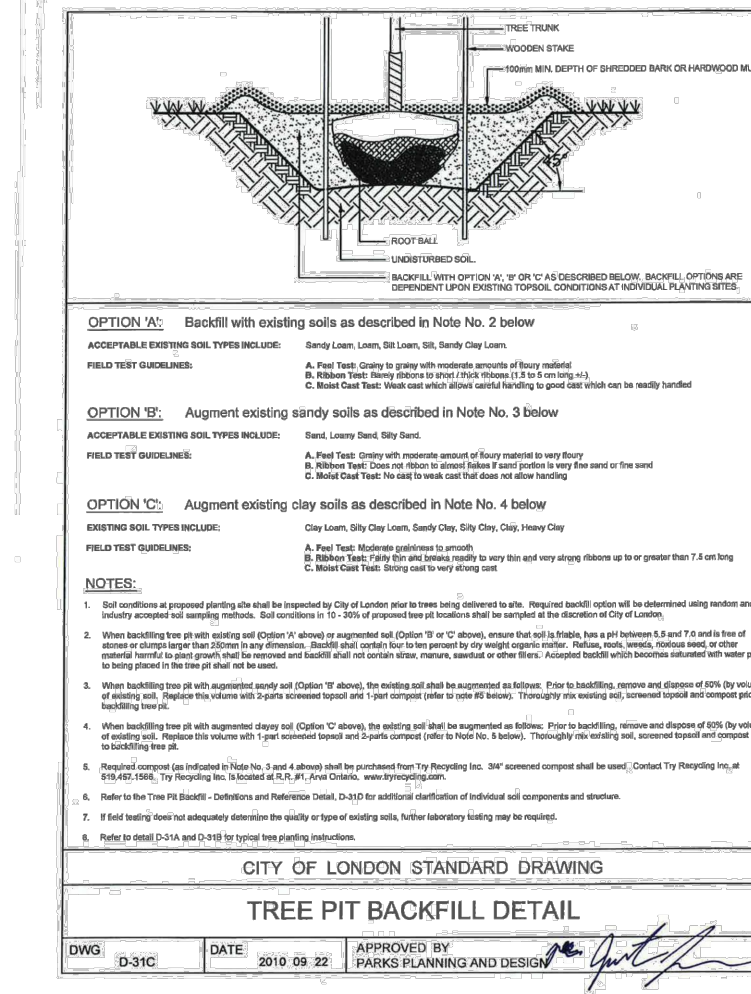 TREE TRUNK
WOODEN STAKE
100mm MIN. DEPTH OF SHREDDED BARK OR HARDWOOD MU
45°
ROOT BALL
UNDISTURBED SOIL.
BACKFILL WITH OPTION 'A', 'B' OR 'C' AS DESCRIBED BELOW. BACKFILL OPTIONS ARE
DEPENDENT UPON EXISTING TOPSOIL CONDITIONS AT INDIVIDUAL PLANTING SITES.
OPTION 'A': Backfill with existing soils as described in Note No. 2 below
ACCEPTABLE EXISTING SOIL TYPES INCLUDE: Sandy Loam, Loam, Silt Loam, Silt, Sandy Clay Loam.
FIELD TEST GUIDELINES: A. Feel Test: Grainy to grainy with moderate amounts of floury material
B. Ribbon Test: Barely ribbons to short / thick ribbons (1.5 to 5 cm long +/-)
C. Moist Cast Test: Weak cast which allows careful handling to good cast which can be readily handled
OPTION 'B': Augment existing sandy soils as described in Note No. 3 below
ACCEPTABLE EXISTING SOIL TYPES INCLUDE: Sand, Loamy Sand, Silty Sand.
FIELD TEST GUIDELINES: A. Feel Test: Grainy with moderate amount of floury material to very floury
B. Ribbon Test: Does not ribbon to almost flakes if sand portion is very fine sand or fine sand
C. Moist Cast Test: No cast to weak cast that does not allow handling
OPTION 'C': Augment existing clay soils as described in Note No. 4 below
EXISTING SOIL TYPES INCLUDE: Clay Loam, Silty Clay Loam, Sandy Clay, Silty Clay, Clay, Heavy Clay
FIELD TEST GUIDELINES: A. Feel Test: Moderate graininess to smooth
B. Ribbon Test: Fairly thin and breaks readily to very thin and very strong ribbons up to or greater than 7.5 cm long
C. Moist Cast Test: Strong cast to very strong cast
NOTES:
1. Soil conditions at proposed planting site shall be inspected by City of London prior to trees being delivered to site. Required backfill option will be determined using random and
industry accepted soil sampling methods. Soil conditions in 10 - 30% of proposed tree pit locations shall be sampled at the discretion of City of London.
2. When backfilling tree pit with existing soil (Option 'A' above) or augmented soil (Option 'B' or 'C' above), ensure that soil is friable, has a pH between 5.5 and 7.0 and is free of
stones or clumps larger than 250mm in any dimension. Backfill shall contain four to ten percent by dry weight organic matter. Refuse, roots, weeds, noxious seed, or other
material harmful to plant growth shall be removed and backfill shall not contain straw, manure, sawdust or other fillers. Accepted backfill which becomes saturated with water p
to being placed in the tree pit shall not be used.
3. When backfilling tree pit with augmented sandy soil (Option 'B' above), the existing soil shall be augmented as follows: Prior to backfilling, remove and dispose of 50% (by volu
of existing soil. Replace this volume with 2-parts screened topsoil and 1-part compost (refer to note #5 below). Thoroughly mix existing soil, screened topsoil and compost pric
backfilling tree pit.
4. When backfilling tree pit with augmented clayey soil (Option 'C' above), the existing soil shall be augmented as follows: Prior to backfilling, remove and dispose of 50% (by volu
of existing soil. Replace this volume with 1-part screened topsoil and 2-parts compost (refer to Note No. 5 below). Thoroughly mix existing soil, screened topsoil and compost
to backfilling tree pit.
5. Required compost (as indicated in Note No. 3 and 4 above) shall be purchased from Try Recycling Inc. 3/4" screened compost shall be used. Contact Try Recycling Inc. at
519.457.1566. Try Recycling Inc. is located at R.R. #1, Arva Ontario. www.tryrecycling.com.
6. Refer to the Tree Pit Backfill - Definitions and Reference Detail, D-31D for additional clarification of individual soil components and structure.
7. If field testing does not adequately determine the quality or type of existing soils, further laboratory testing may be required.
8. Refer to detail D-31A and D-31B for typical tree planting instructions.
CITY OF LONDON STANDARD DRAWING
TREE PIT BACKFILL DETAIL
DWG DATE APPROVED BY
D-31C 2010 09 22 PARKS PLANNING AND DESIGN